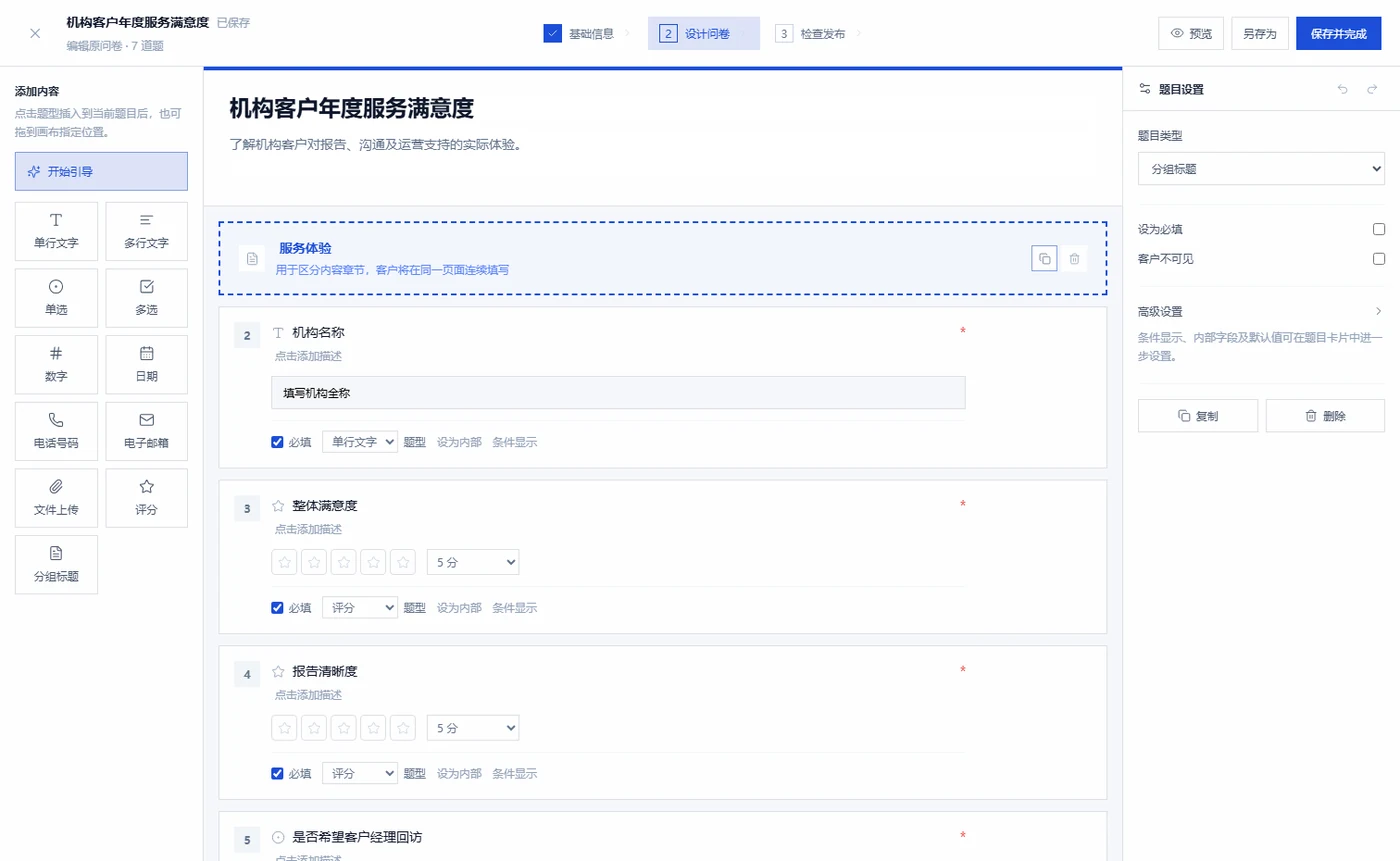 机构客户年度服务满意度 已保存
编辑原问卷 · 7 道题
基础信息
2 设计问卷
3 检查发布
预览
另存为
保存并完成
添加内容
点击题型插入到当前题目后，也可
拖到画布指定位置。
开始引导
单行文字 多行文字
单选 多选
数字 日期
电话号码 电子邮箱
文件上传 评分
分组标题
机构客户年度服务满意度
了解机构客户对报告、沟通及运营支持的实际体验。
服务体验
用于区分内容章节，客户将在同一页面连续填写
2 机构名称 *
点击添加描述
填写机构全称
必填 单行文字 题型 设为内部 条件显示
3 整体满意度 *
点击添加描述
5 分
必填 评分 题型 设为内部 条件显示
4 报告清晰度 *
点击添加描述
5 分
必填 评分 题型 设为内部 条件显示
5 是否希望客户经理回访 *
点击添加描述
题目设置
题目类型
分组标题
设为必填
客户不可见
高级设置
条件显示、内部字段及默认值可在题目卡片中进一
步设置。
复制 删除